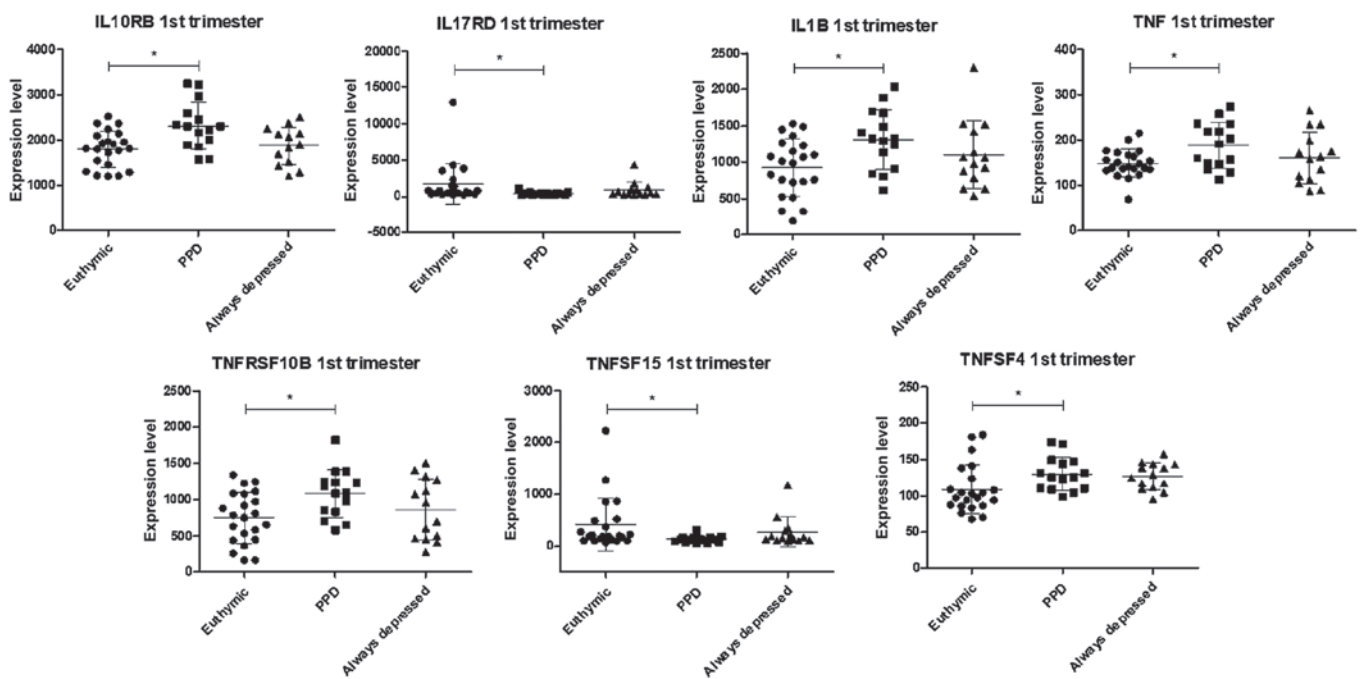 IL10RB 1st trimester
Expression level
4000
3000
2000
1000
0
*
Euthymic
PPD
Always depressed
IL17RD 1st trimester
Expression level
20000
15000
10000
5000
0
-5000
*
Euthymic
PPD
Always depressed
IL1B 1st trimester
Expression level
2500
2000
1500
1000
500
0
*
Euthymic
PPD
Always depressed
TNF 1st trimester
Expression level
400
300
200
100
0
*
Euthymic
PPD
Always depressed
TNFRSF10B 1st trimester
Expression level
2500
2000
1500
1000
500
0
*
Euthymic
PPD
Always depressed
TNFSF15 1st trimester
Expression level
3000
2000
1000
0
*
Euthymic
PPD
Always depressed
TNFSF4 1st trimester
Expression level
250
200
150
100
50
0
*
Euthymic
PPD
Always depressed